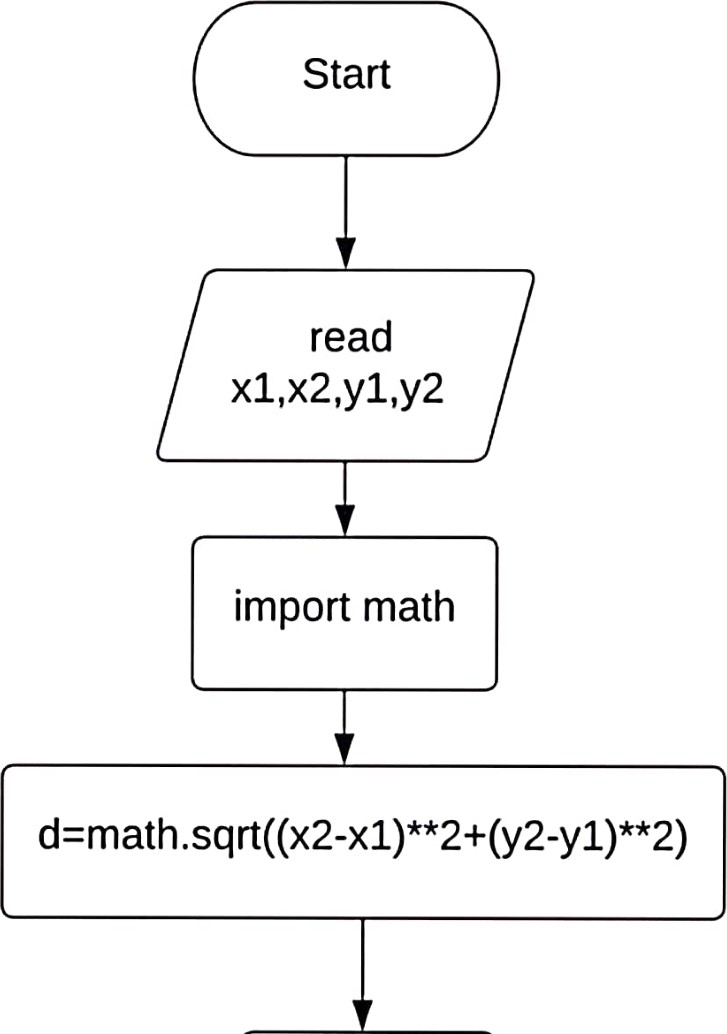 Start
read
x1,x2,y1,y2
import math
d=math.sqrt((x2-x1)**2+(y2-y1)**2)